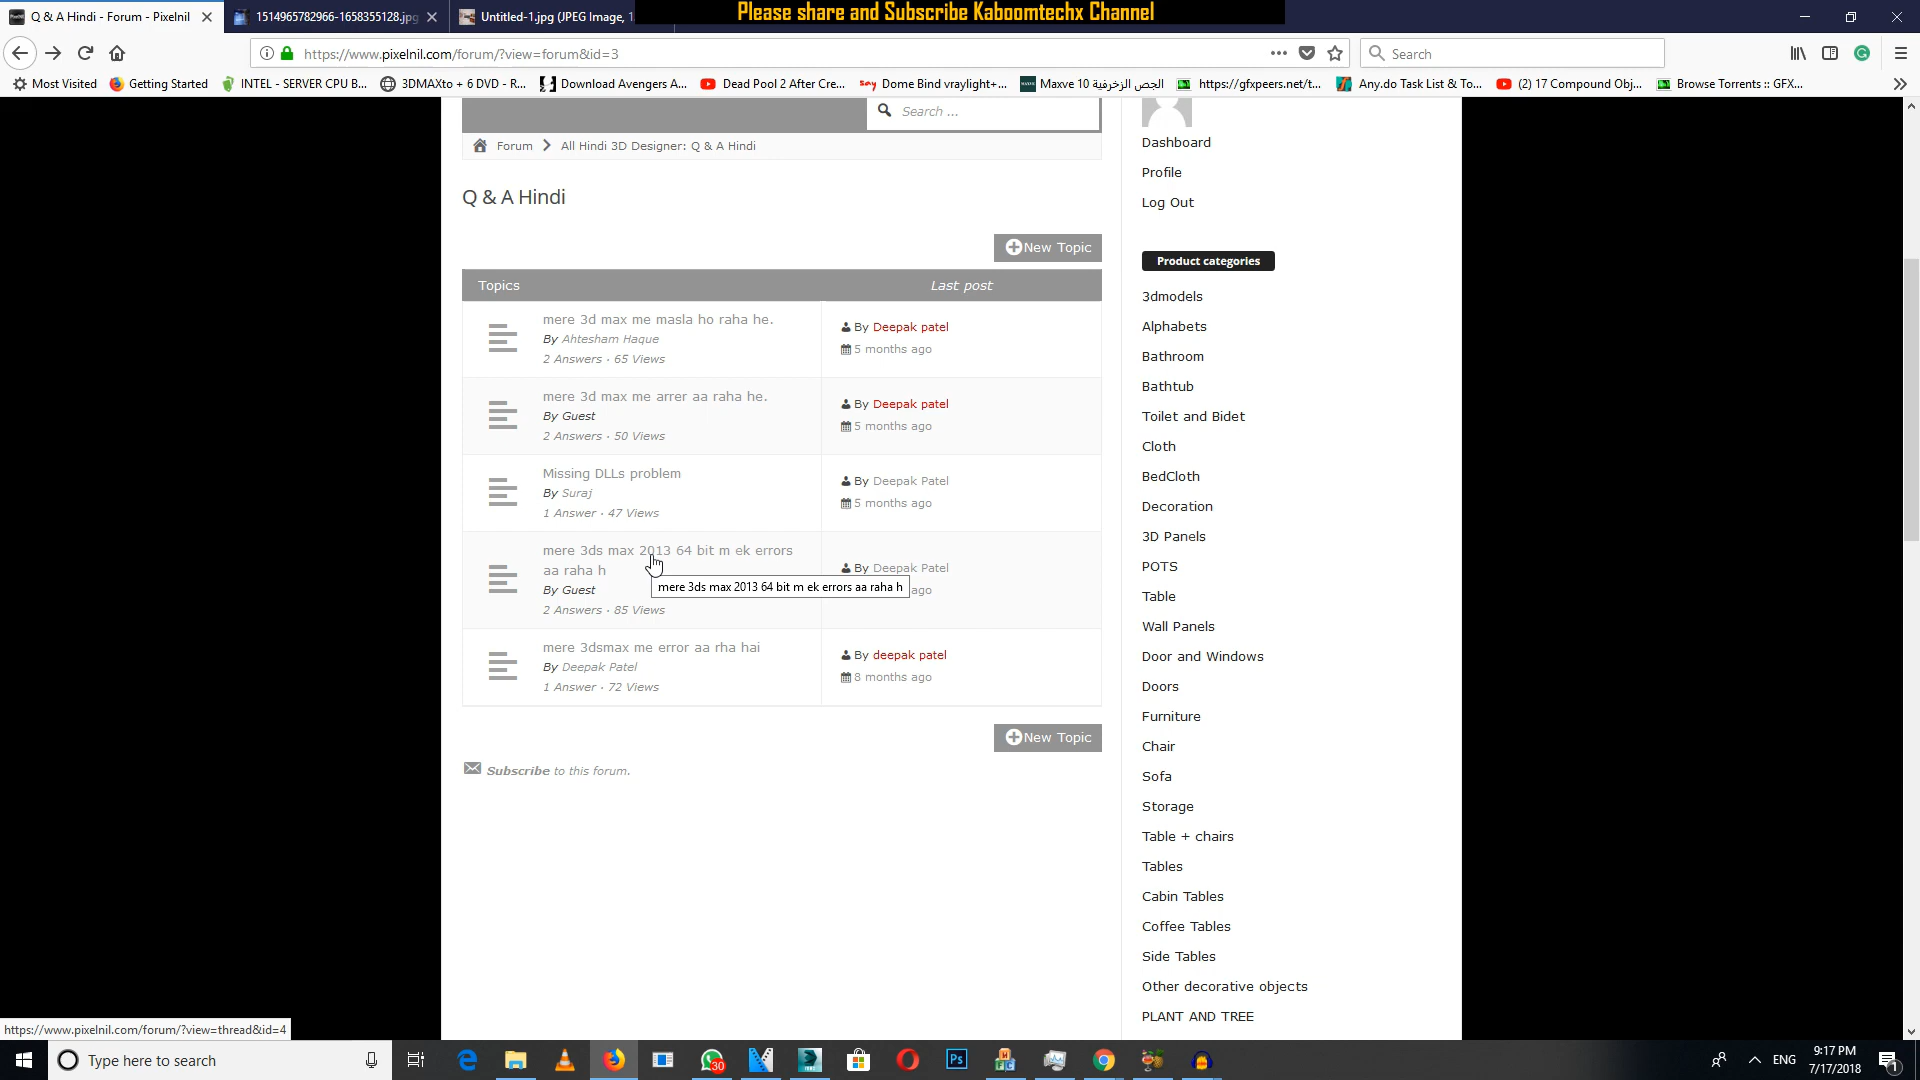 Please share and Subscribe Kaboomtechx Channel
Q & A Hindi - Forum - Pixelnil
1514965782966-1658355128.jpg
Untitled-1.jpg (JPEG Image, 1
https://www.pixelnil.com/forum/?view=forum&id=3
Search
Most Visited
Getting Started
INTEL - SERVER CPU B...
3DMAXto + 6 DVD - R...
Download Avengers A...
Dead Pool 2 After Cre...
Dome Bind vraylight+...
Maxve 10 الجص الزخرفية
https://gfxpeers.net/t...
Any.do Task List & To...
(2) 17 Compound Obj...
Browse Torrents :: GFX...
Search ...
Forum
All Hindi 3D Designer: Q & A Hindi
Q & A Hindi
New Topic
Topics
Last post
mere 3d max me masla ho raha he.
By Ahtesham Haque
2 Answers · 65 Views
By Deepak patel
5 months ago
mere 3d max me arrer aa raha he.
By Guest
2 Answers · 50 Views
By Deepak patel
5 months ago
Missing DLLs problem
By Suraj
1 Answer · 47 Views
By Deepak Patel
5 months ago
mere 3ds max 2013 64 bit m ek errors
aa raha h
By Guest
2 Answers · 85 Views
By Deepak Patel
ago
mere 3ds max 2013 64 bit m ek errors aa raha h
mere 3dsmax me error aa rha hai
By Deepak Patel
1 Answer · 72 Views
By deepak patel
8 months ago
New Topic
Subscribe to this forum.
Dashboard
Profile
Log Out
Product categories
3dmodels
Alphabets
Bathroom
Bathtub
Toilet and Bidet
Cloth
BedCloth
Decoration
3D Panels
POTS
Table
Wall Panels
Door and Windows
Doors
Furniture
Chair
Sofa
Storage
Table + chairs
Tables
Cabin Tables
Coffee Tables
Side Tables
Other decorative objects
PLANT AND TREE
https://www.pixelnil.com/forum/?view=thread&id=4
Type here to search
30
Ps
ENG
9:17 PM
7/17/2018
1